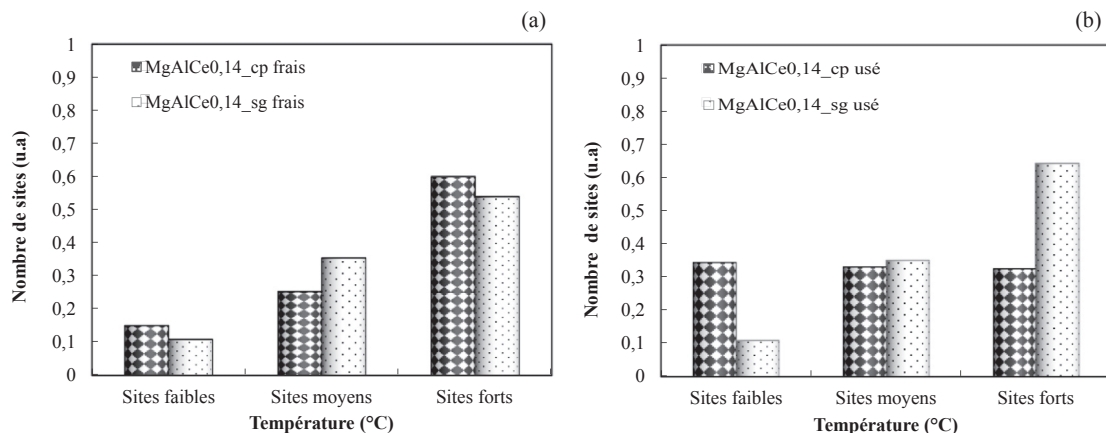 (a)
1
0,9
0,8
0,7
0,6
0,5
0,4
0,3
0,2
0,1
0
Nombre de sites (u.a)
MgAlCe0,14_cp frais
MgAlCe0,14_sg frais
Sites faibles Sites moyens Sites forts
Température (°C)
(b)
1
0,9
0,8
0,7
0,6
0,5
0,4
0,3
0,2
0,1
0
Nombre de sites (u.a)
MgAlCe0,14_cp usé
MgAlCe0,14_sg usé
Sites faibles Sites moyens Sites forts
Température (°C)